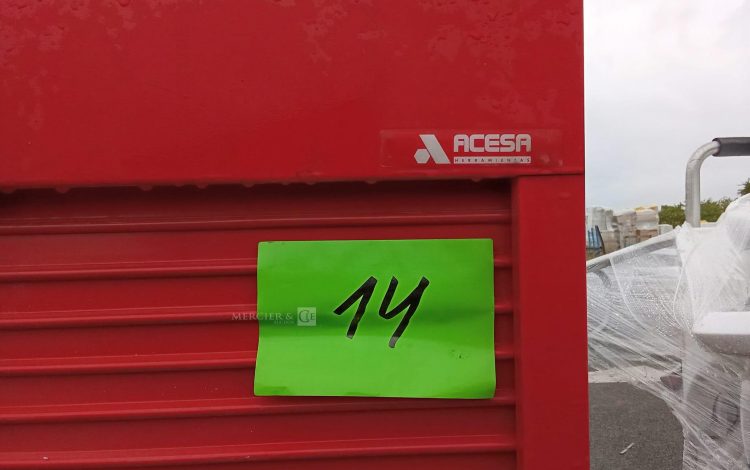 ACESA
HERRAMIENTAS
MERCIER & CIE
14